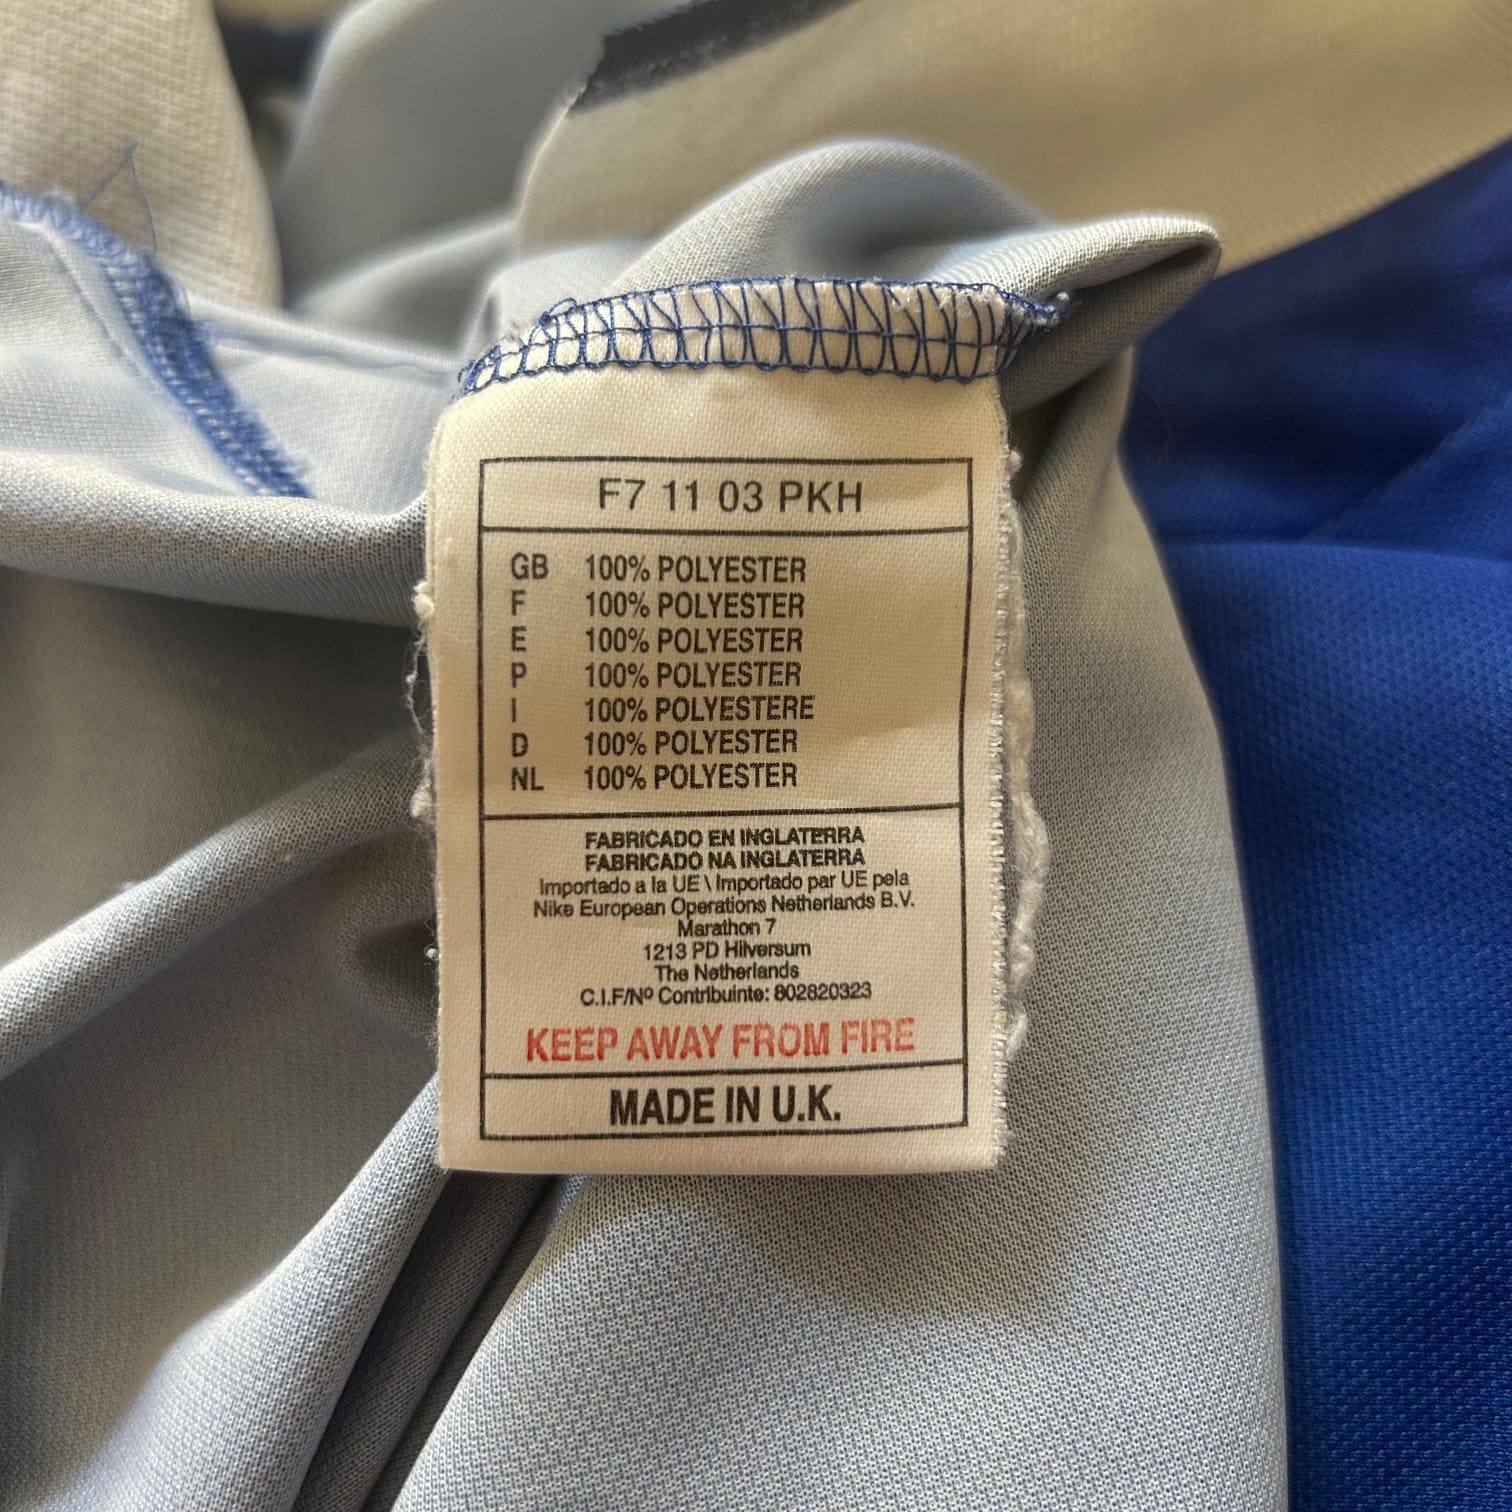 F7 11 03 PKH
GB 100% POLYESTER
F 100% POLYESTER
E 100% POLYESTER
P 100% POLYESTER
I 100% POLYESTERE
D 100% POLYESTER
NL 100% POLYESTER
FABRICADO EN INGLATERRA
FABRICADO NA INGLATERRA
Importado a la UE \ Importado par UE pela
Nike European Operations Netherlands B.V.
Marathon 7
1213 PD Hilversum
The Netherlands
C.I.F/Nº Contribuinte: 802820323
KEEP AWAY FROM FIRE
MADE IN U.K.